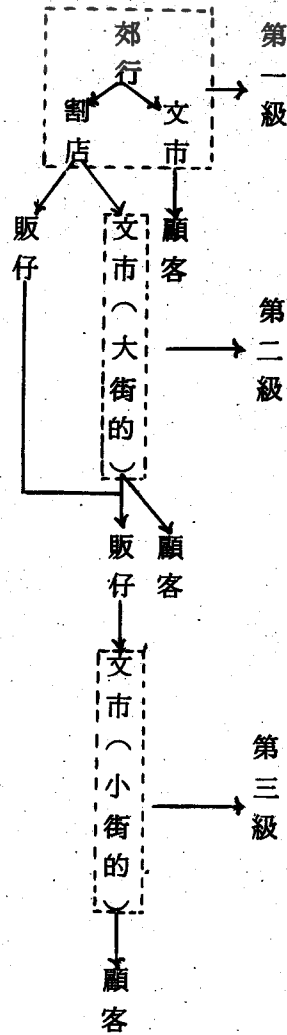 郊行
第一級
割店
文市
販仔
文市（大街的）
顧客
第二級
販仔
顧客
文市（小街的）
第三級
顧客